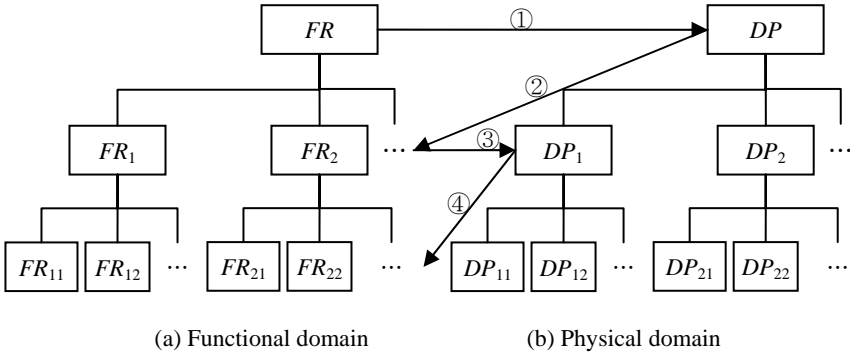 FR ① DP
②
FR₁ FR₂ ... ③ DP₁ DP₂ ...
④
FR₁₁ FR₁₂ ... FR₂₁ FR₂₂ ... DP₁₁ DP₁₂ ... DP₂₁ DP₂₂ ...
(a) Functional domain (b) Physical domain